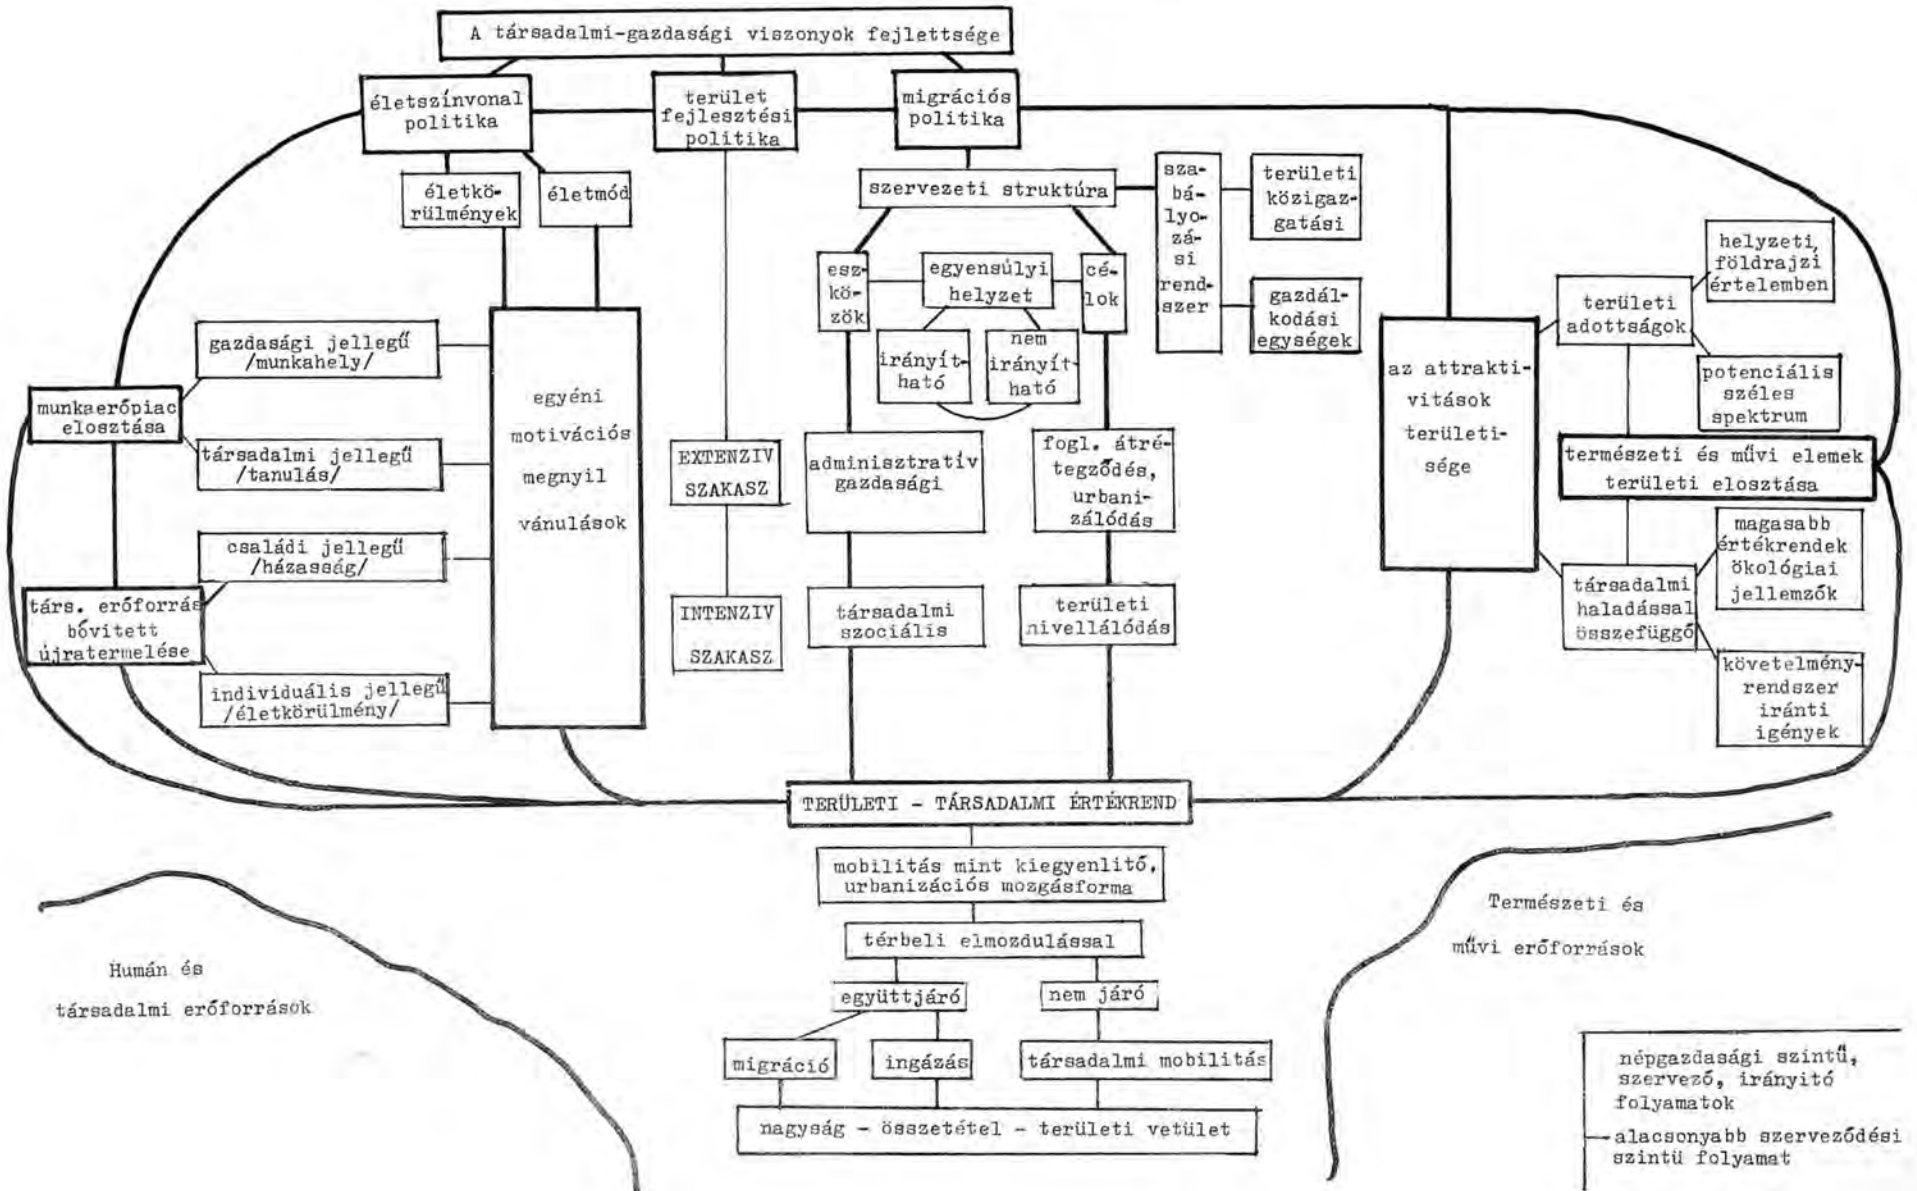 A társadalmi-gazdasági viszonyok fejlettsége
életszínvonal
politika
terület
fejlesztési
politika
migrációs
politika
életkö-
rülmények
életmód
szervezeti struktúra
sza-
bá-
lyo-
zá-
si
rend-
szer
területi
közigaz-
gatási
gazdál-
kodási
egységek
esz-
kö-
zök
egyensúlyi
helyzet
cé-
lok
irányít-
ható
nem
irányít-
ható
helyzeti,
földrajzi
értelemben
területi
adottságok
potenciális
széles
spektrum
az attrakti-
vitások
területi-
sége
természeti és művi elemek
területi elosztása
magasabb
értékrendek
ökológiai
jellemzők
társadalmi
haladással
összefüggő
követelmény-
rendszer
iránti
igények
gazdasági jellegű
/munkahely/
munkaerőpiac
elosztása
társadalmi jellegű
/tanulás/
családi jellegű
/házasság/
társ. erőforrás
bővitett
újratermelése
individuális jellegű
/életkörülmény/
egyéni
motivációs
megnyil
vánulások
EXTENZIV
SZAKASZ
INTENZIV
SZAKASZ
adminisztratív
gazdasági
fogl. átré-
tegződés,
urbani-
zálódás
társadalmi
szociális
területi
nivellálódás
TERÜLETI - TÁRSADALMI ÉRTÉKREND
mobilitás mint kiegyenlitő,
urbanizációs mozgásforma
térbeli elmozdulással
együttjáró
nem járó
migráció
ingázás
társadalmi mobilitás
nagyság - összetétel - területi vetület
Humán és
társadalmi erőforrások
Természeti és
művi erőforrások
népgazdasági szintű,
szervező, irányitó
folyamatok
alacsonyabb szerveződési
szintü folyamat